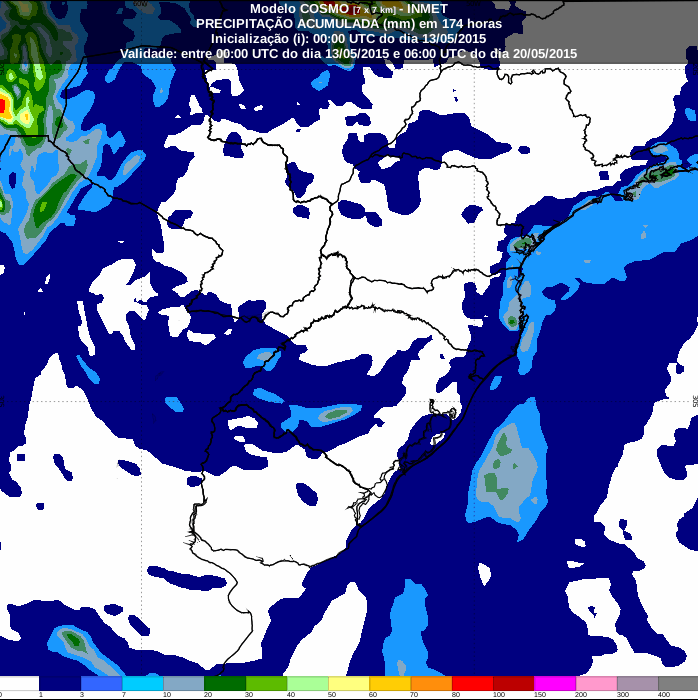 Modelo COSMO [7 x 7 km] - INMET
PRECIPITAÇÃO ACUMULADA (mm) em 174 horas
Inicialização (i): 00:00 UTC do dia 13/05/2015
Validade: entre 00:00 UTC do dia 13/05/2015 e 06:00 UTC do dia 20/05/2015
0 1 3 7 10 20 30 40 50 60 70 80 100 150 200 300 400